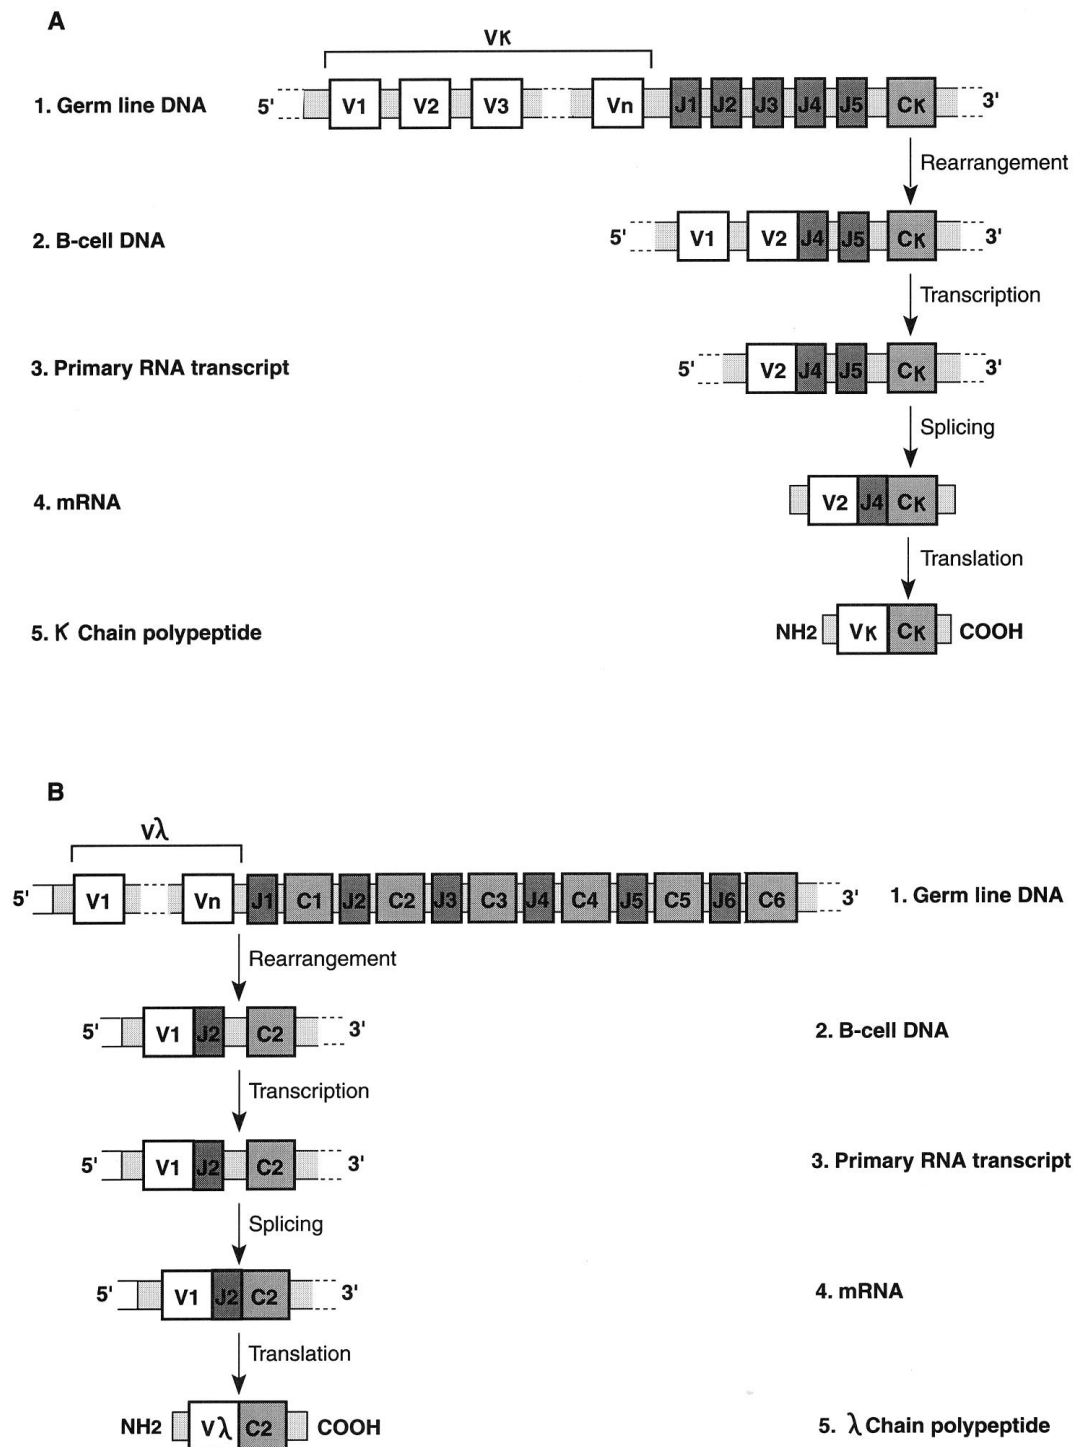 A
Vκ
1. Germ line DNA 5' V1 V2 V3 Vn J1 J2 J3 J4 J5 Cκ 3'
Rearrangement
2. B-cell DNA 5' V1 V2 J4 J5 Cκ 3'
Transcription
3. Primary RNA transcript 5' V2 J4 J5 Cκ 3'
Splicing
4. mRNA V2 J4 Cκ
Translation
5. κ Chain polypeptide NH2 Vκ Cκ COOH
B
Vλ
5' V1 Vn J1 C1 J2 C2 J3 C3 J4 C4 J5 C5 J6 C6 3' 1. Germ line DNA
Rearrangement
5' V1 J2 C2 3' 2. B-cell DNA
Transcription
5' V1 J2 C2 3' 3. Primary RNA transcript
Splicing
5' V1 J2 C2 3' 4. mRNA
Translation
NH2 Vλ C2 COOH 5. λ Chain polypeptide